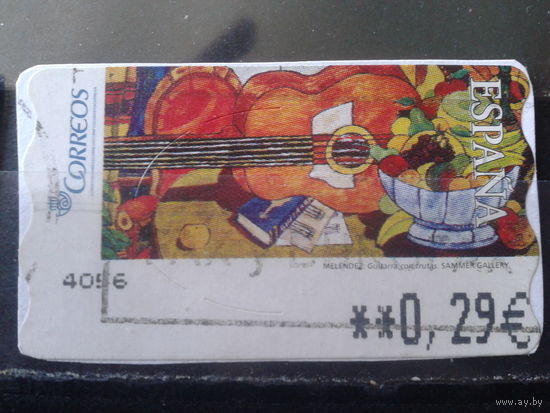 CORREOS
ESPAÑA
MELENDEZ. Guitarra con frutas. SAMMER GALLERY
4056
**0,29€
www.ay.by